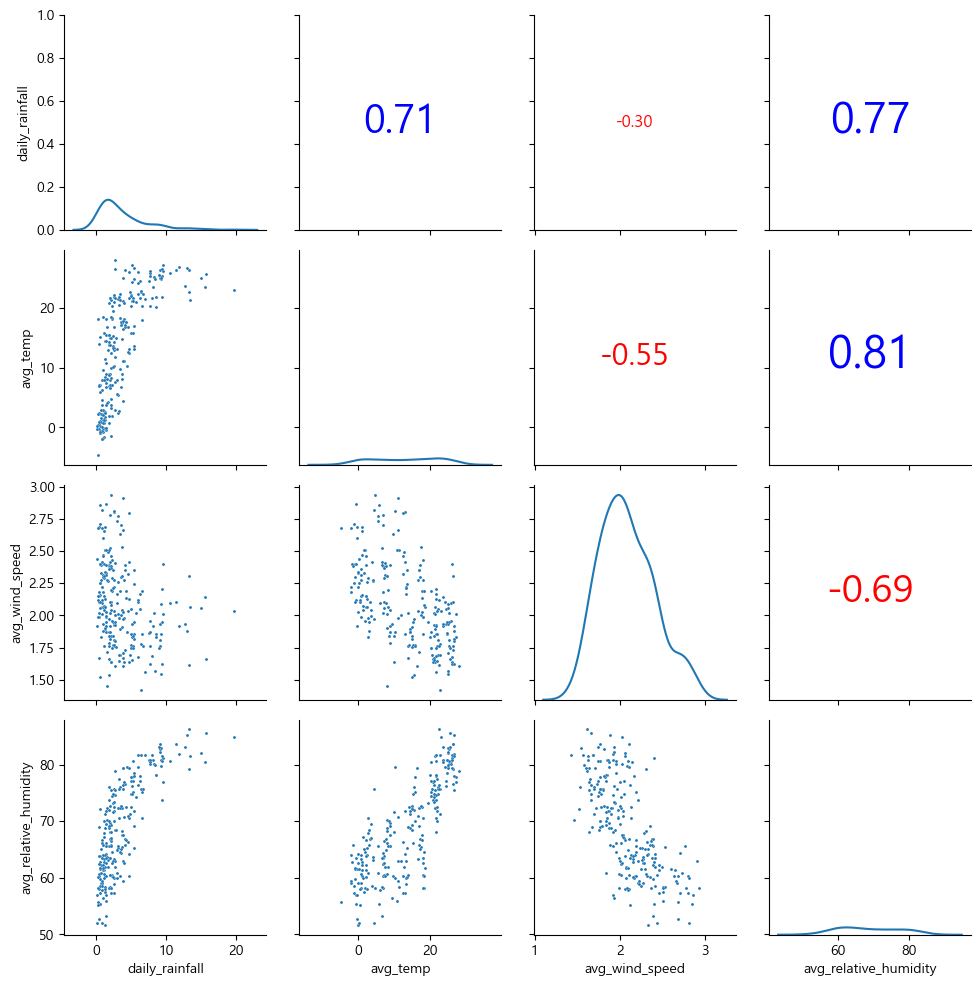 1.0
0.8
0.6
0.4
0.2
0.0
daily_rainfall
0.71
-0.30
0.77
20
10
0
avg_temp
-0.55
0.81
3.00
2.75
2.50
2.25
2.00
1.75
1.50
avg_wind_speed
-0.69
80
70
60
50
avg_relative_humidity
0 10 20
daily_rainfall
0 20
avg_temp
1 2 3
avg_wind_speed
60 80
avg_relative_humidity